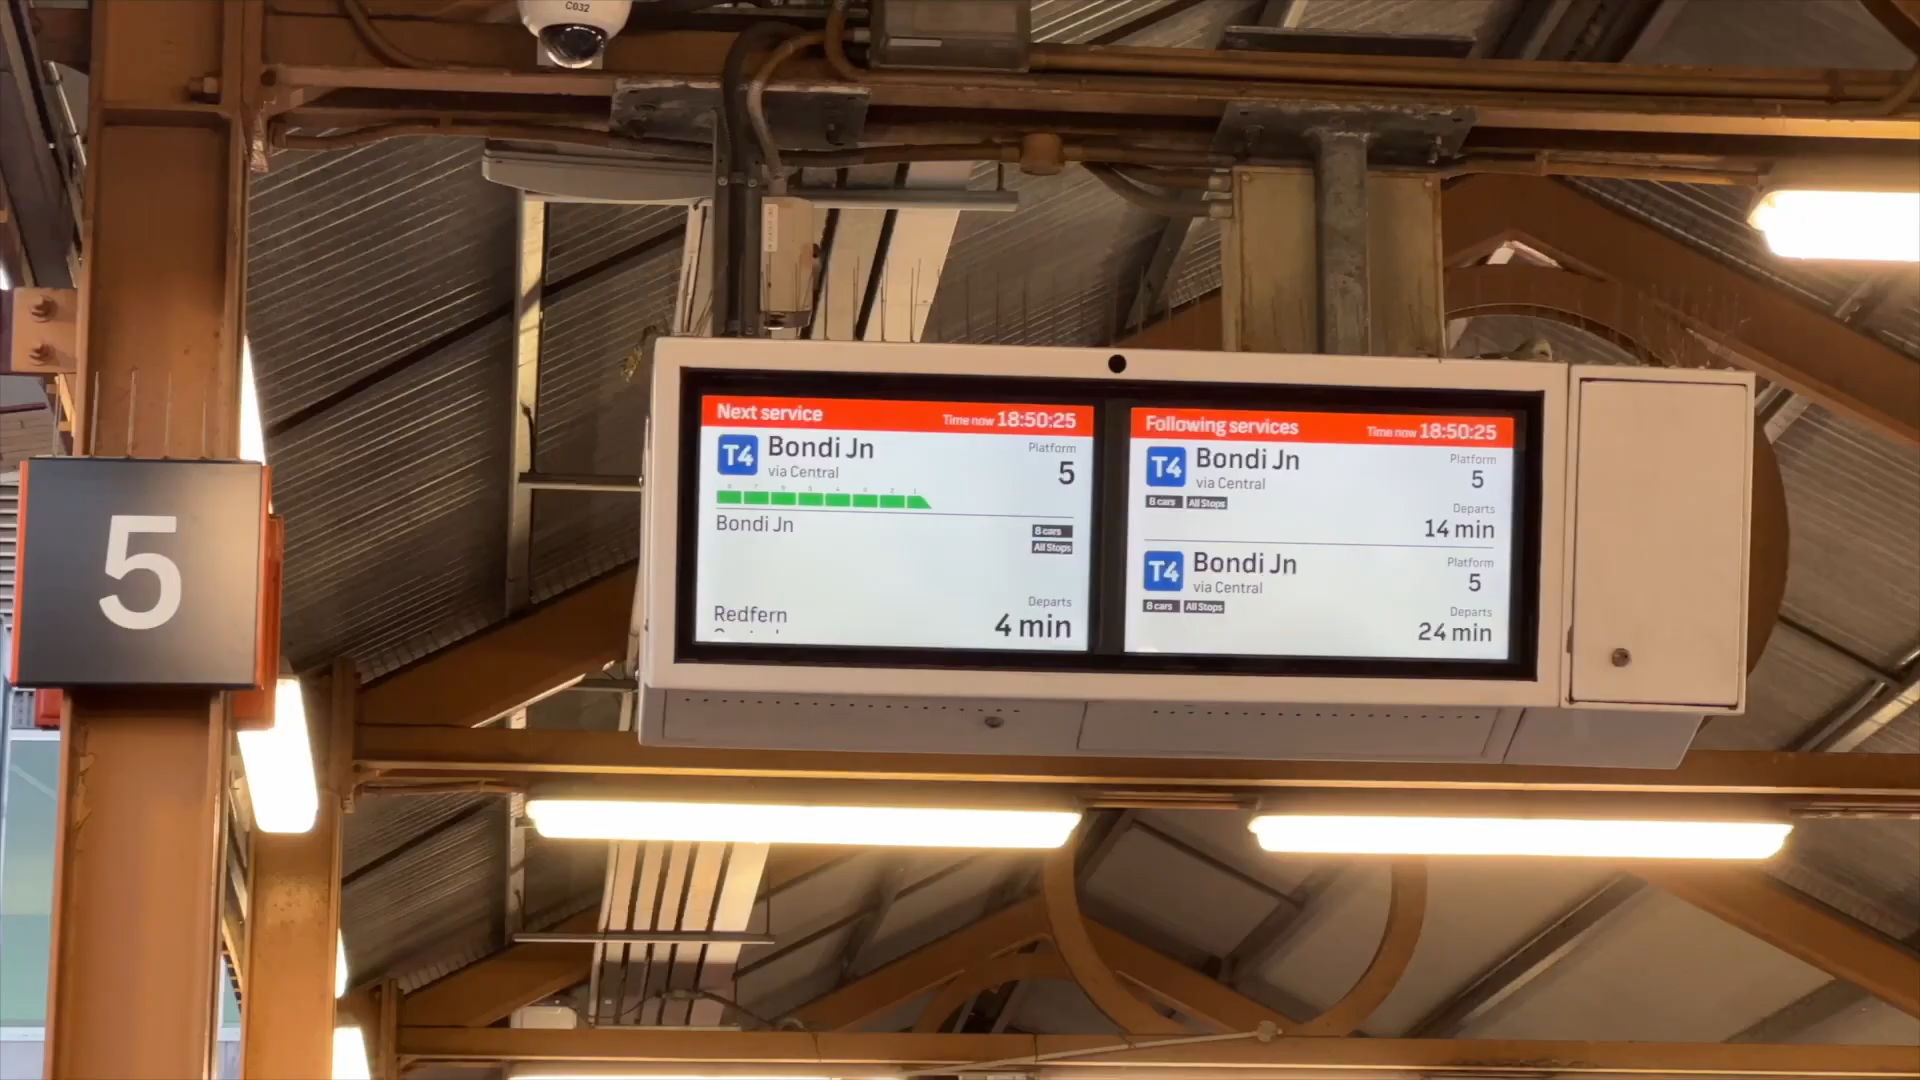 C032
5
Next service Time now 18:50:25
T4 Bondi Jn
via Central
Platform
5
Bondi Jn
8 cars
All Stops
Redfern
Departs
4 min
Following services Time now 18:50:25
T4 Bondi Jn
via Central
Platform
5
8 cars All Stops
Departs
14 min
T4 Bondi Jn
via Central
Platform
5
8 cars All Stops
Departs
24 min